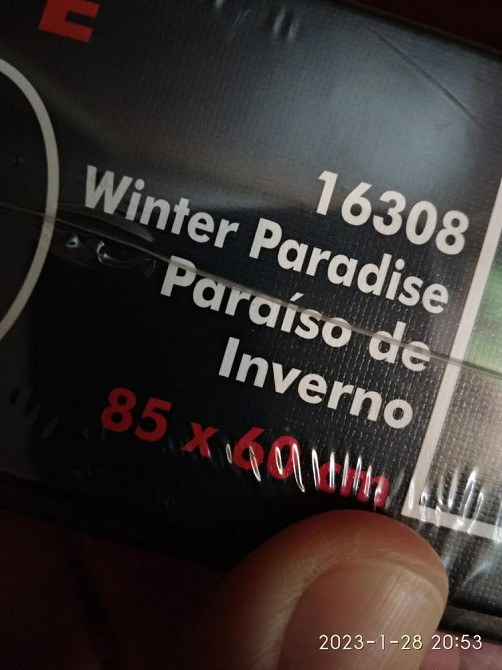 E
16308
Winter Paradise
Paraíso de
Inverno
85 x 60 cm
2023-1-28 20:53